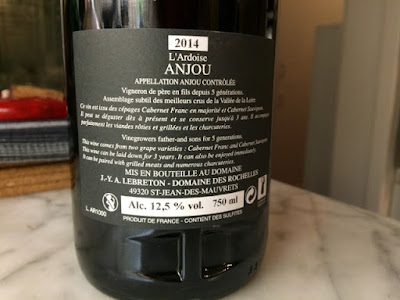 2014
L'Ardoise
ANJOU
APPELLATION ANJOU CONTRÔLÉE
Vigneron de père en fils depuis 5 générations.
Assemblage subtil des meilleurs crus de la Vallée de la Loire
Ce vin est issu des cépages Cabernet Franc en majorité et Cabernet Sauvignon.
Il peut se déguster dès à présent et se conserve jusqu'à 3 ans. Il accompagne
parfaitement les viandes rôties et grillées et les charcuteries.
Vinegrowers father-and-sons for 5 generations.
This wine comes from two grape varieties : Cabernet Franc and Cabernet Sauvignon.
This wine can be laid down for 3 years. It can also be enjoyed immediately.
It can be paired with grilled meats and numerous charcuteries.
MIS EN BOUTEILLE AU DOMAINE
J.-Y. A. LEBRETON - DOMAINE DES ROCHELLES
49320 ST-JEAN-DES-MAUVRETS
L. AR1000
Alc. 12,5 % vol. 750 ml
PRODUIT DE FRANCE - CONTIENT DES SULFITES